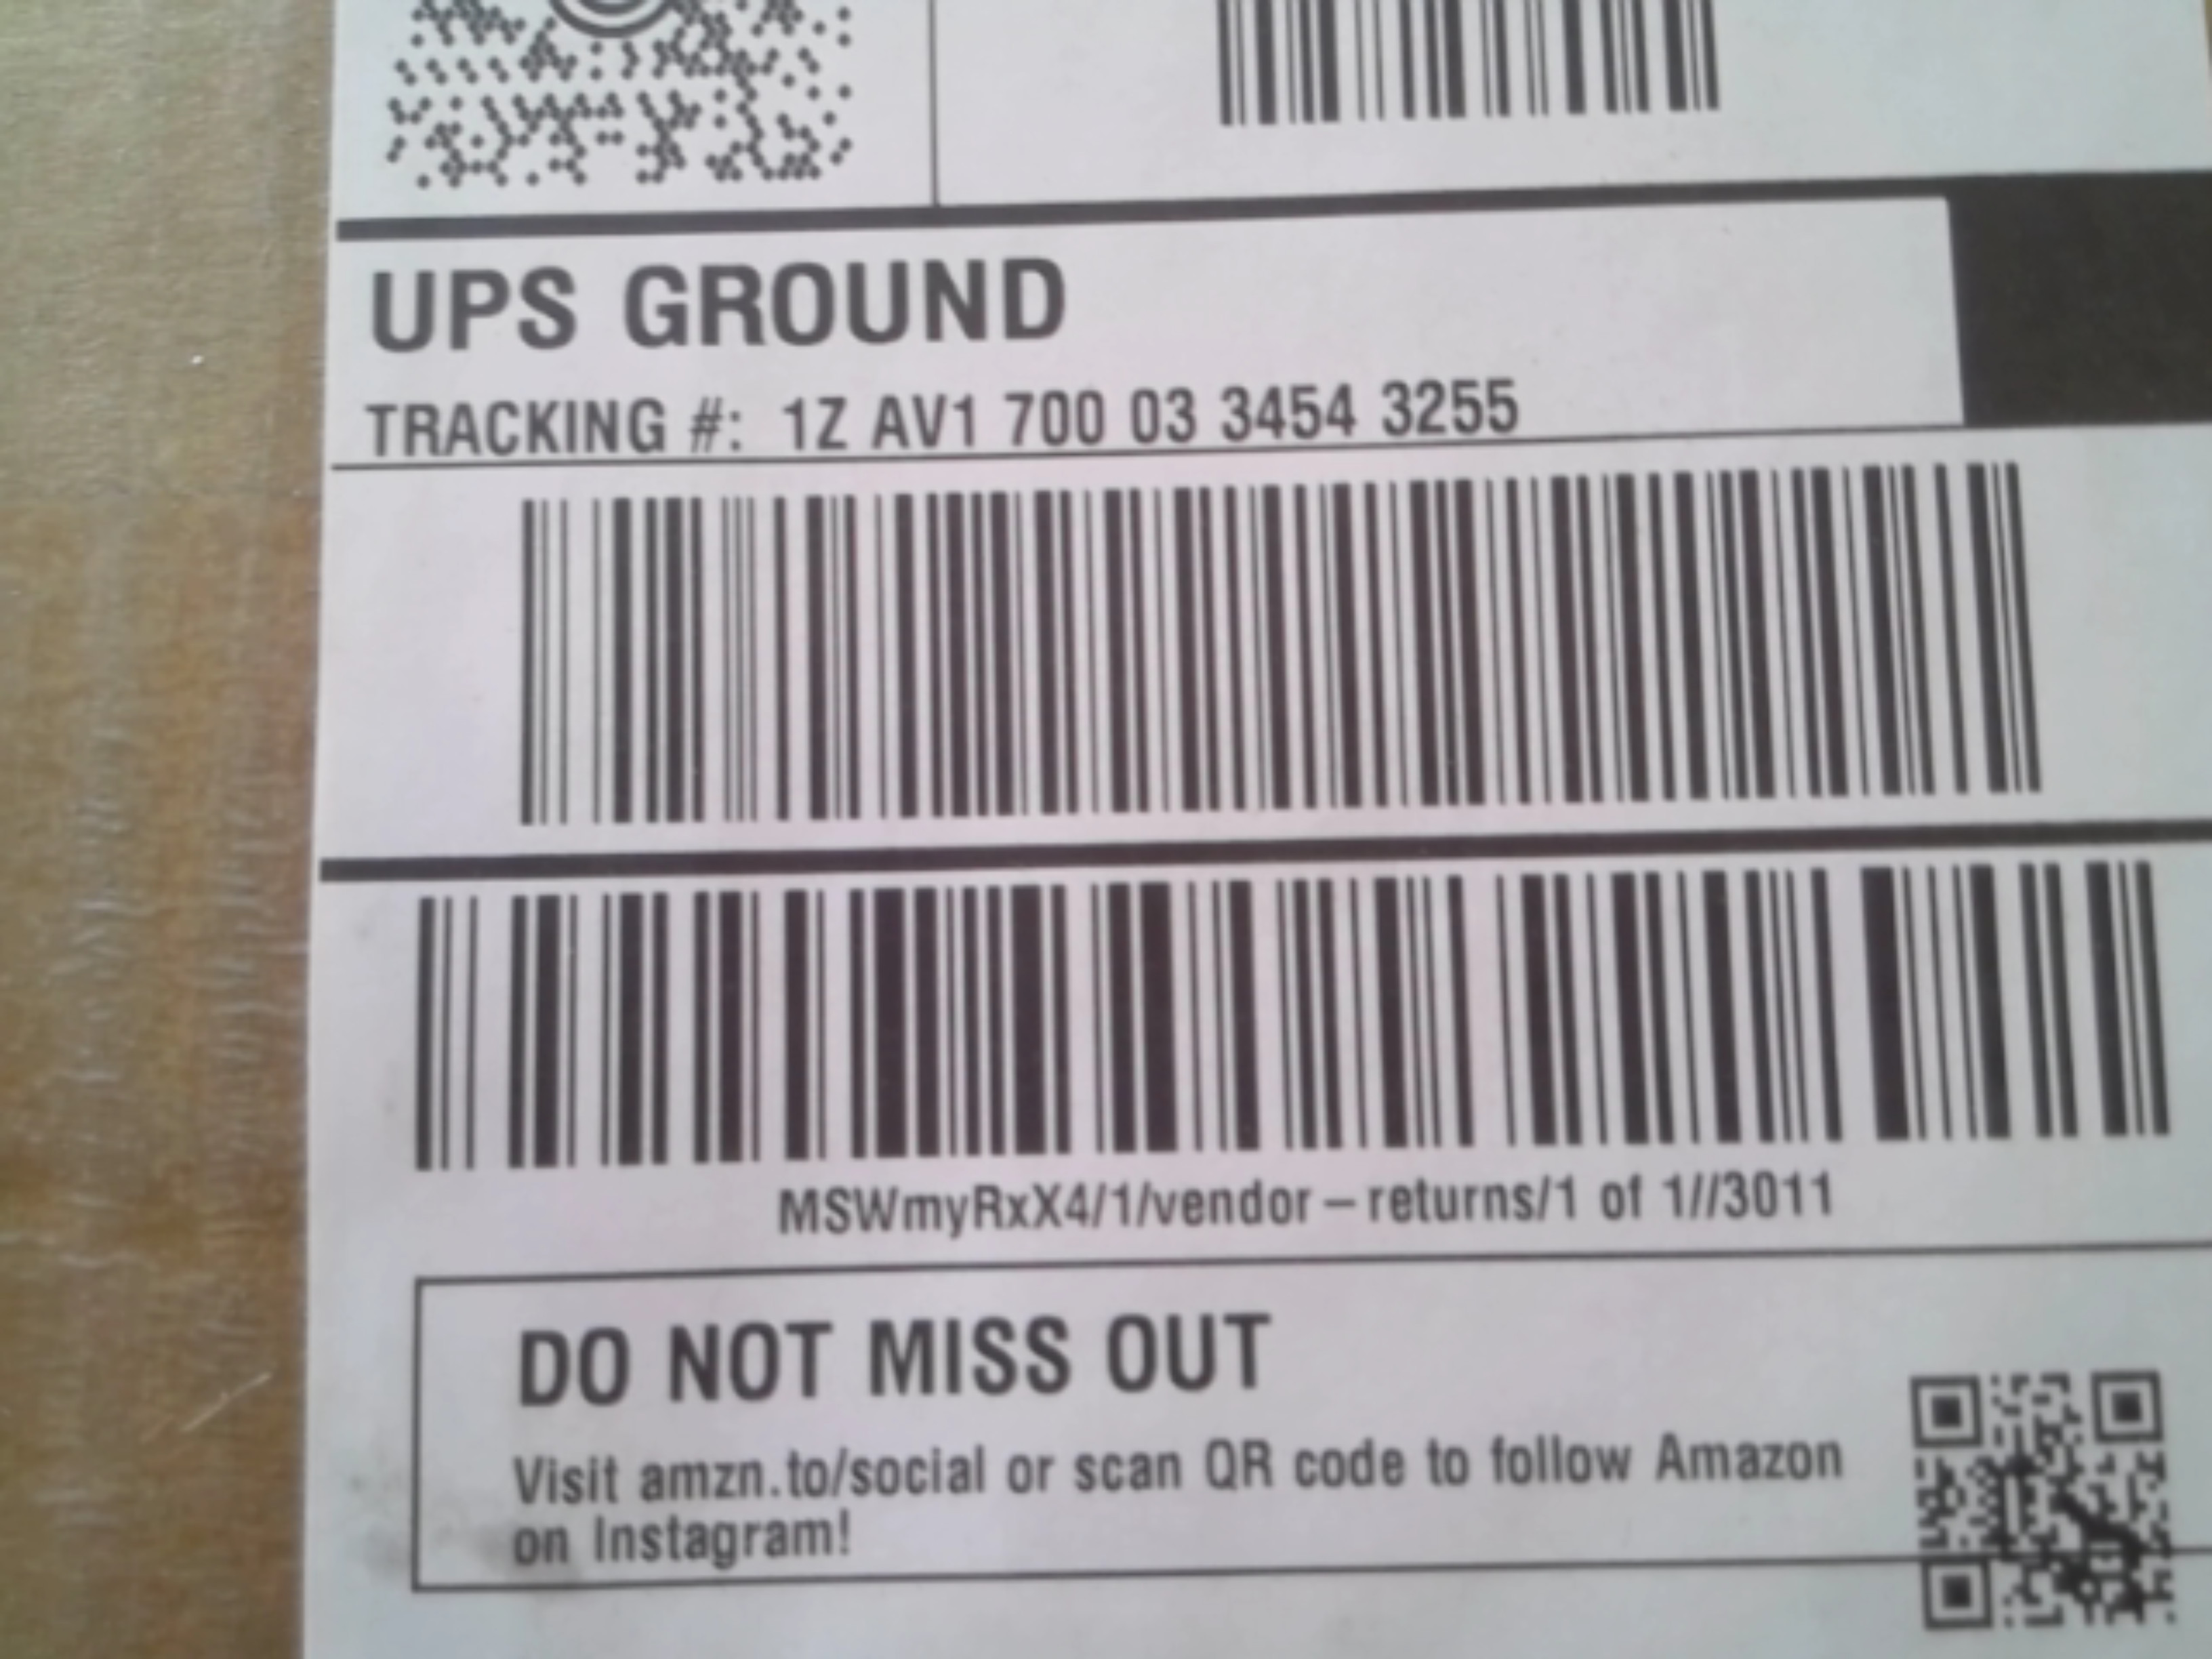 UPS GROUND
TRACKING #: 1Z AV1 700 03 3454 3255
MSWmyRxX4/1/vendor-returns/1 of 1//3011
DO NOT MISS OUT
Visit amzn.to/social or scan QR code to follow Amazon
on Instagram!